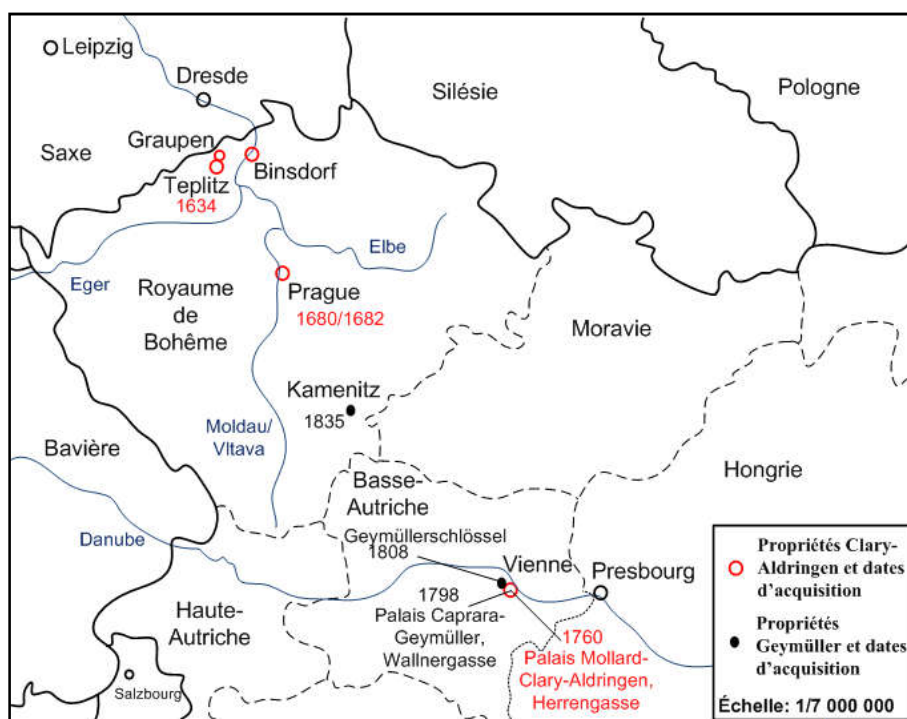 Leipzig
Dresde
Silésie
Pologne
Graupen
Saxe
Binsdorf
Teplitz
1634
Elbe
Eger
Royaume
de
Bohême
Prague
1680/1682
Moravie
Kamenitz
1835
Moldau/
Vltava
Bavière
Hongrie
Basse-
Autriche
Danube
Geymüllerschlössel
1808
Vienne
Presbourg
1798
Palais Caprara-
Geymüller,
Wallnergasse
Haute-
Autriche
1760
Palais Mollard-
Clary-Aldringen,
Herrengasse
Salzbourg
Propriétés Clary-
Aldringen et dates
d'acquisition
Propriétés
Geymüller et dates
d'acquisition
Échelle: 1/7 000 000